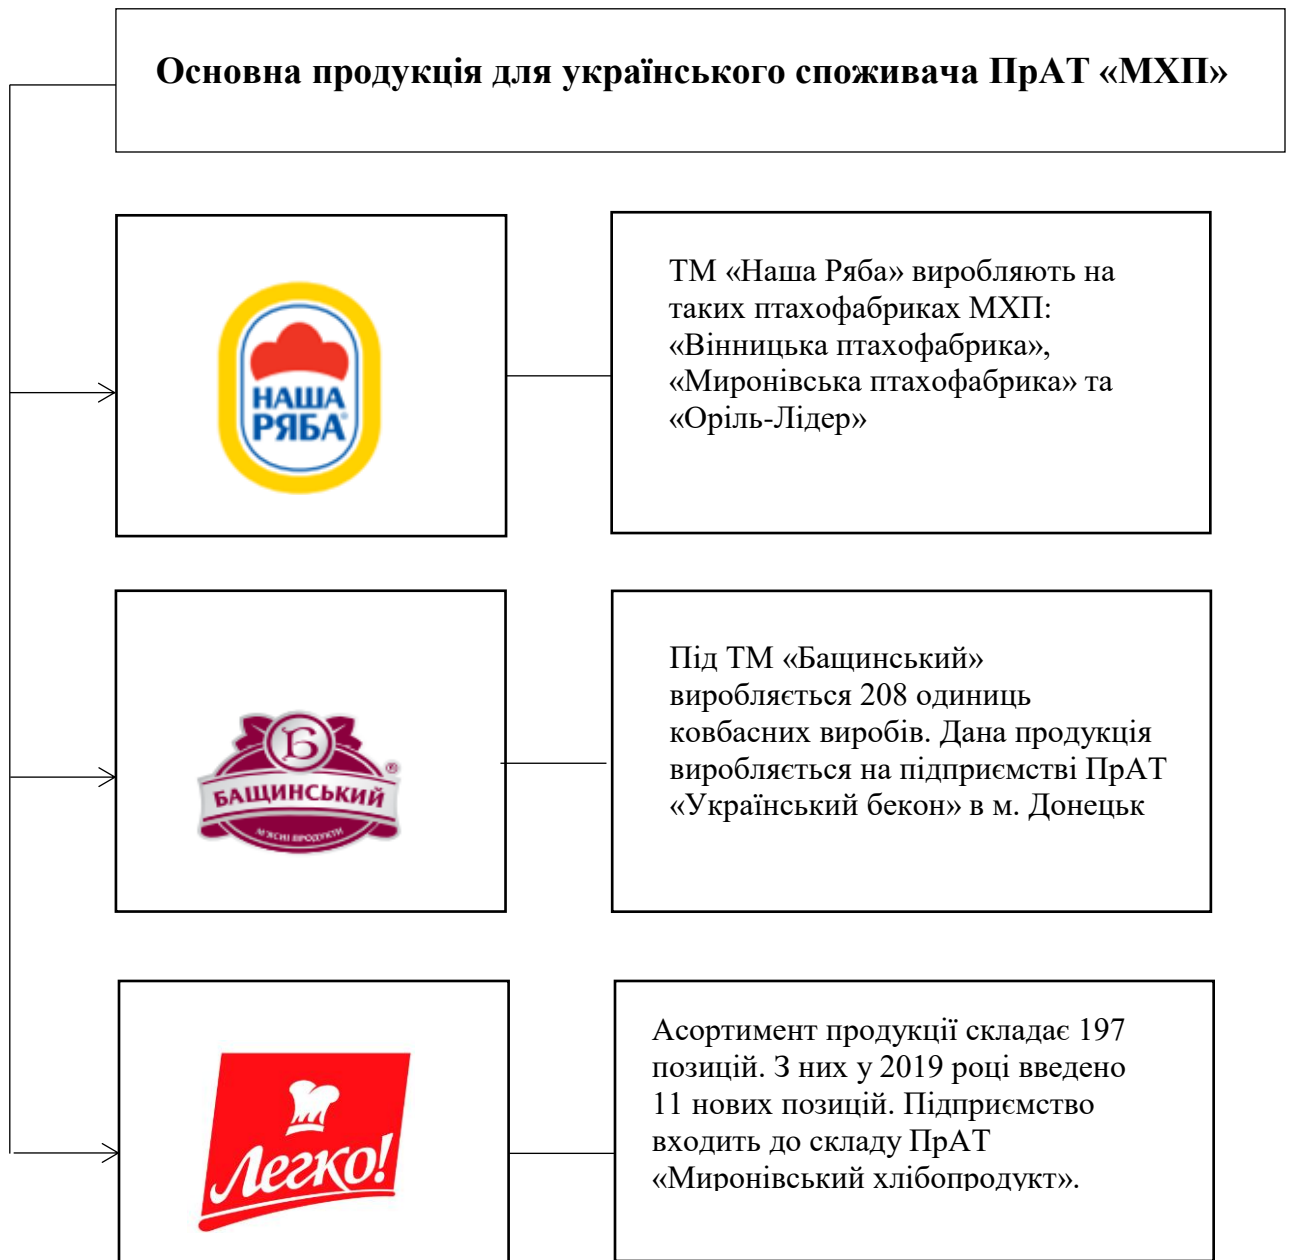 Основна продукція для українського споживача ПрАТ «МХП»
НАША
РЯБА®
ТМ «Наша Ряба» виробляють на
таких птахофабриках МХП:
«Вінницька птахофабрика»,
«Миронівська птахофабрика» та
«Оріль-Лідер»
Б
®
БАЩИНСЬКИЙ
М'ЯСНІ ПРОДУКТИ
Під ТМ «Бащинський»
виробляється 208 одиниць
ковбасних виробів. Дана продукція
виробляється на підприємстві ПрАТ
«Український бекон» в м. Донецьк
Легко!
Асортимент продукції складає 197
позицій. З них у 2019 році введено
11 нових позицій. Підприємство
входить до складу ПрАТ
«Миронівський хлібопродукт».